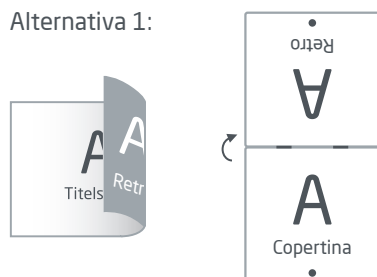 Alternativa 1:
A
Titels
A
Retr
Retro
A
A
Copertina